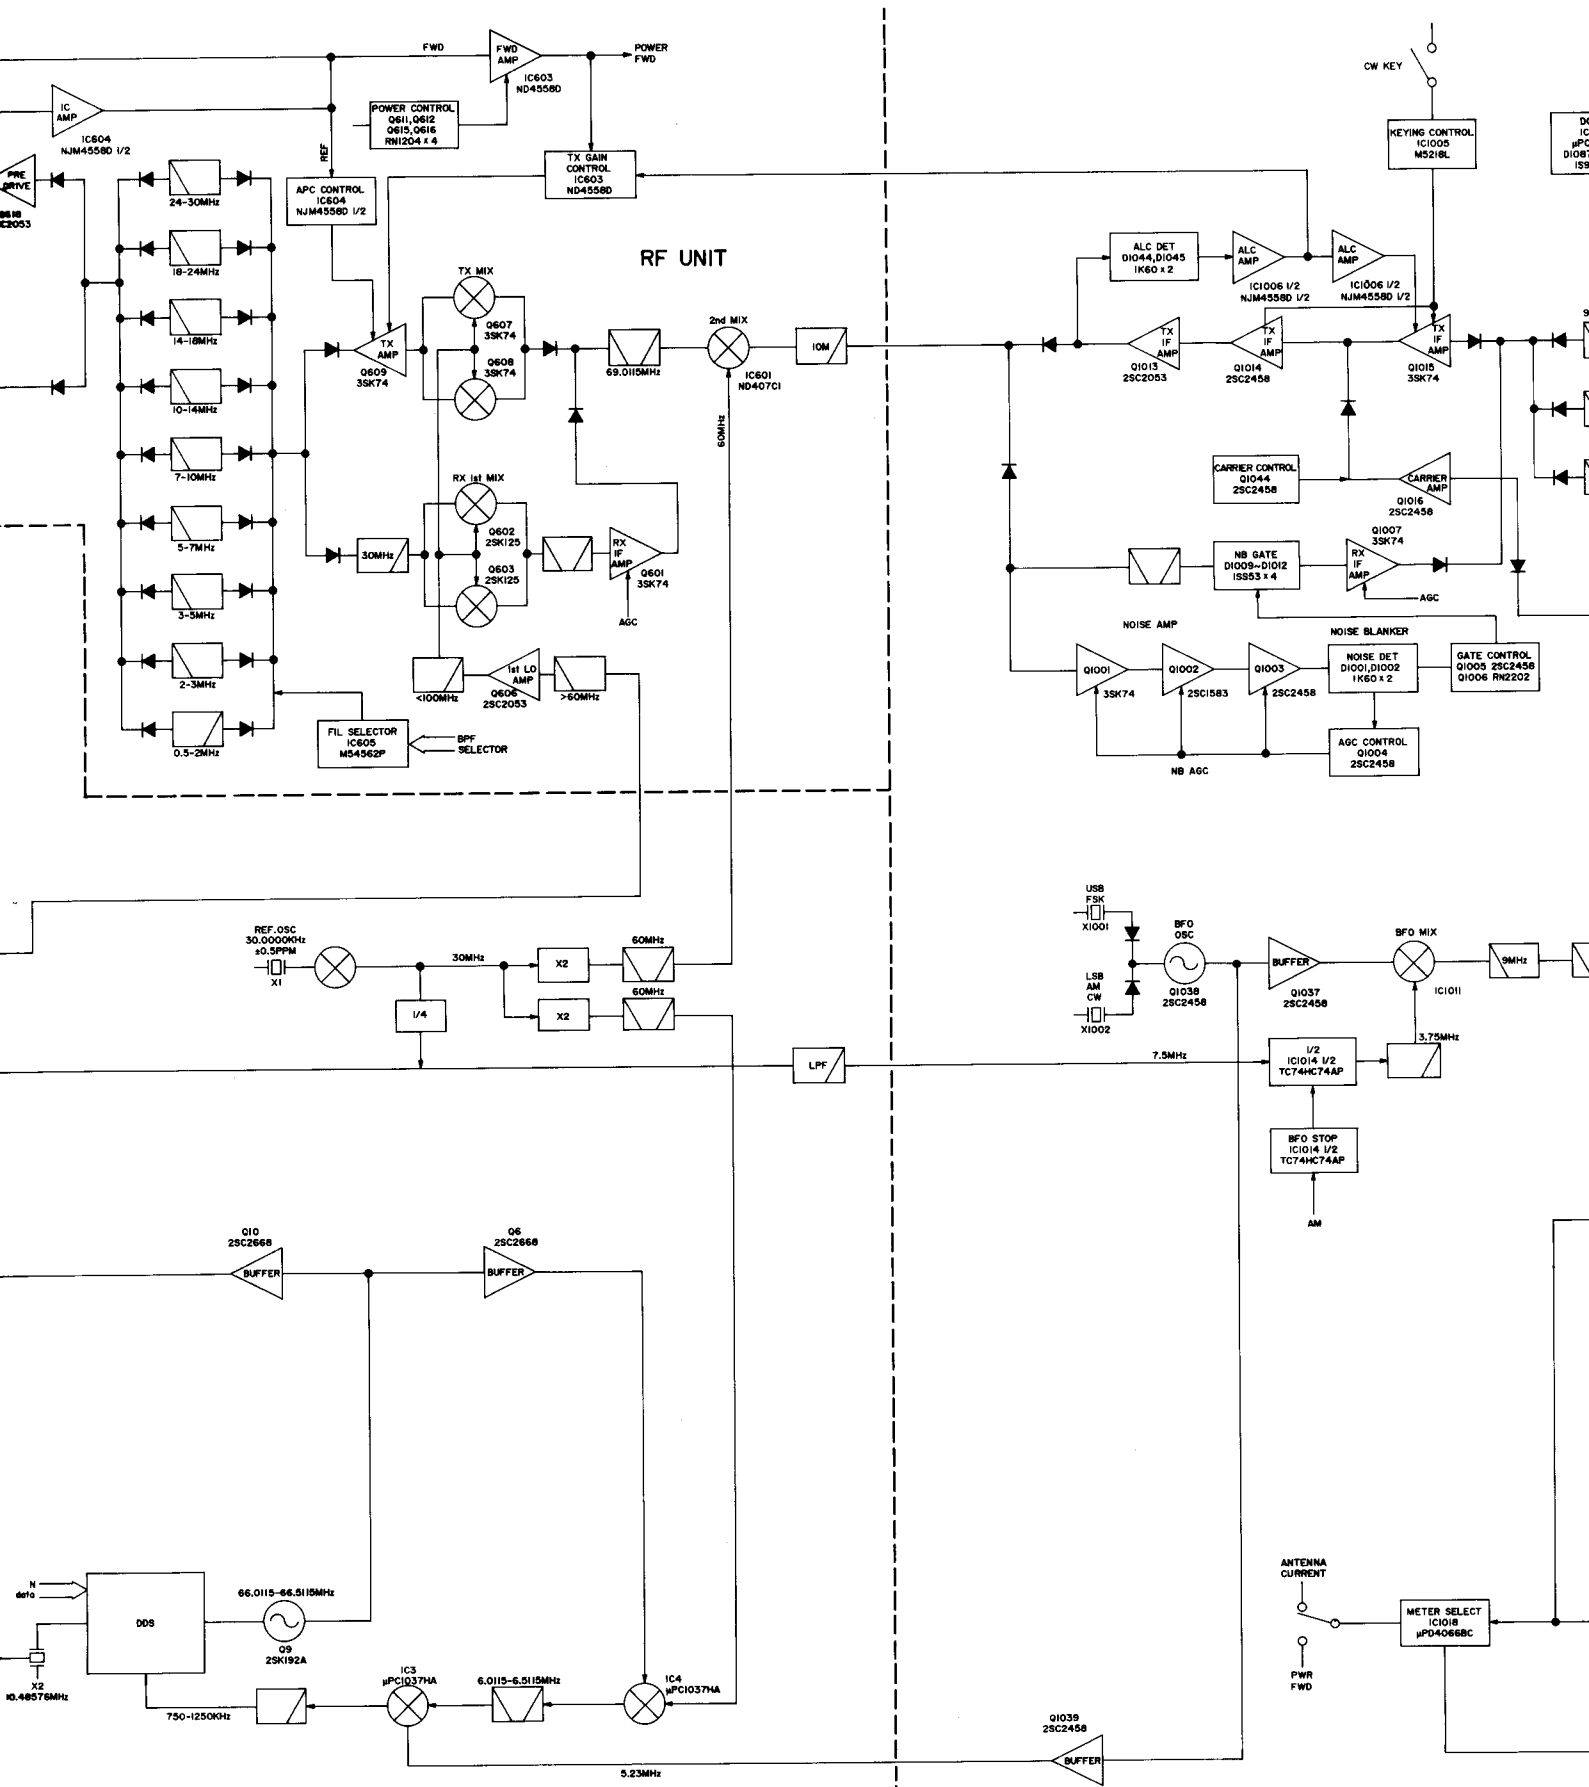 FWD
FWD
AMP
IC603
ND4558D
POWER
FWD
CW KEY
IC
AMP
IC604
NJM4558D 1/2
POWER CONTROL
Q611,Q612
Q615,Q616
RN1204 x 4
REF
KEYING CONTROL
IC1005
M5218L
TX GAIN
CONTROL
IC603
ND4558D
PRE
DRIVE
APC CONTROL
IC604
NJM4558D 1/2
24-30MHz
18-24MHz
14-18MHz
10-14MHz
7-10MHz
5-7MHz
3-5MHz
2-3MHz
0.5-2MHz
RF UNIT
TX MIX
Q607
3SK74
Q608
3SK74
TX
AMP
Q609
3SK74
69.0115MHz
2nd MIX
IC601
ND407C1
10M
60MHz
ALC DET
D1044,D1045
1K60 x 2
ALC
AMP
IC1006 1/2
NJM4558D 1/2
ALC
AMP
IC1006 1/2
NJM4558D 1/2
TX
IF
AMP
Q1013
2SC2053
TX
IF
AMP
Q1014
2SC2458
TX
IF
AMP
Q1015
3SK74
CARRIER CONTROL
Q1044
2SC2458
CARRIER
AMP
Q1016
2SC2458
RX 1st MIX
Q602
2SK125
Q603
2SK125
30MHz
RX
IF
AMP
Q601
3SK74
AGC
NB GATE
D1009~D1012
ISS53 x 4
Q1007
3SK74
RX
IF
AMP
AGC
NOISE AMP
NOISE BLANKER
Q1001
3SK74
Q1002
2SC1583
Q1003
2SC2458
NOISE DET
D1001,D1002
1K60 x 2
GATE CONTROL
Q1005 2SC2458
Q1006 RN2202
AGC CONTROL
Q1004
2SC2458
NB AGC
<100MHz
1st LO
AMP
Q606
2SC2053
>60MHz
FIL SELECTOR
IC605
M54562P
BPF
SELECTOR
REF.OSC
30.0000KHz
±0.5PPM
X1
30MHz
1/4
X2
60MHz
X2
60MHz
USB
FSK
X1001
LSB
AM
CW
X1002
BFO
OSC
Q1038
2SC2458
BUFFER
Q1037
2SC2458
BFO MIX
IC1011
9MHz
LPF
7.5MHz
1/2
IC1014 1/2
TC74HC74AP
3.75MHz
BFO STOP
IC1014 1/2
TC74HC74AP
AM
Q10
2SC2668
BUFFER
Q6
2SC2668
BUFFER
N
data
DDS
X2
10.48576MHz
66.0115-66.5115MHz
Q9
2SK192A
750-1250KHz
IC3
µPC1037HA
6.0115-6.5115MHz
IC4
µPC1037HA
5.23MHz
Q1039
2SC2458
BUFFER
ANTENNA
CURRENT
PWR
FWD
METER SELECT
IC1018
µPD4066BC